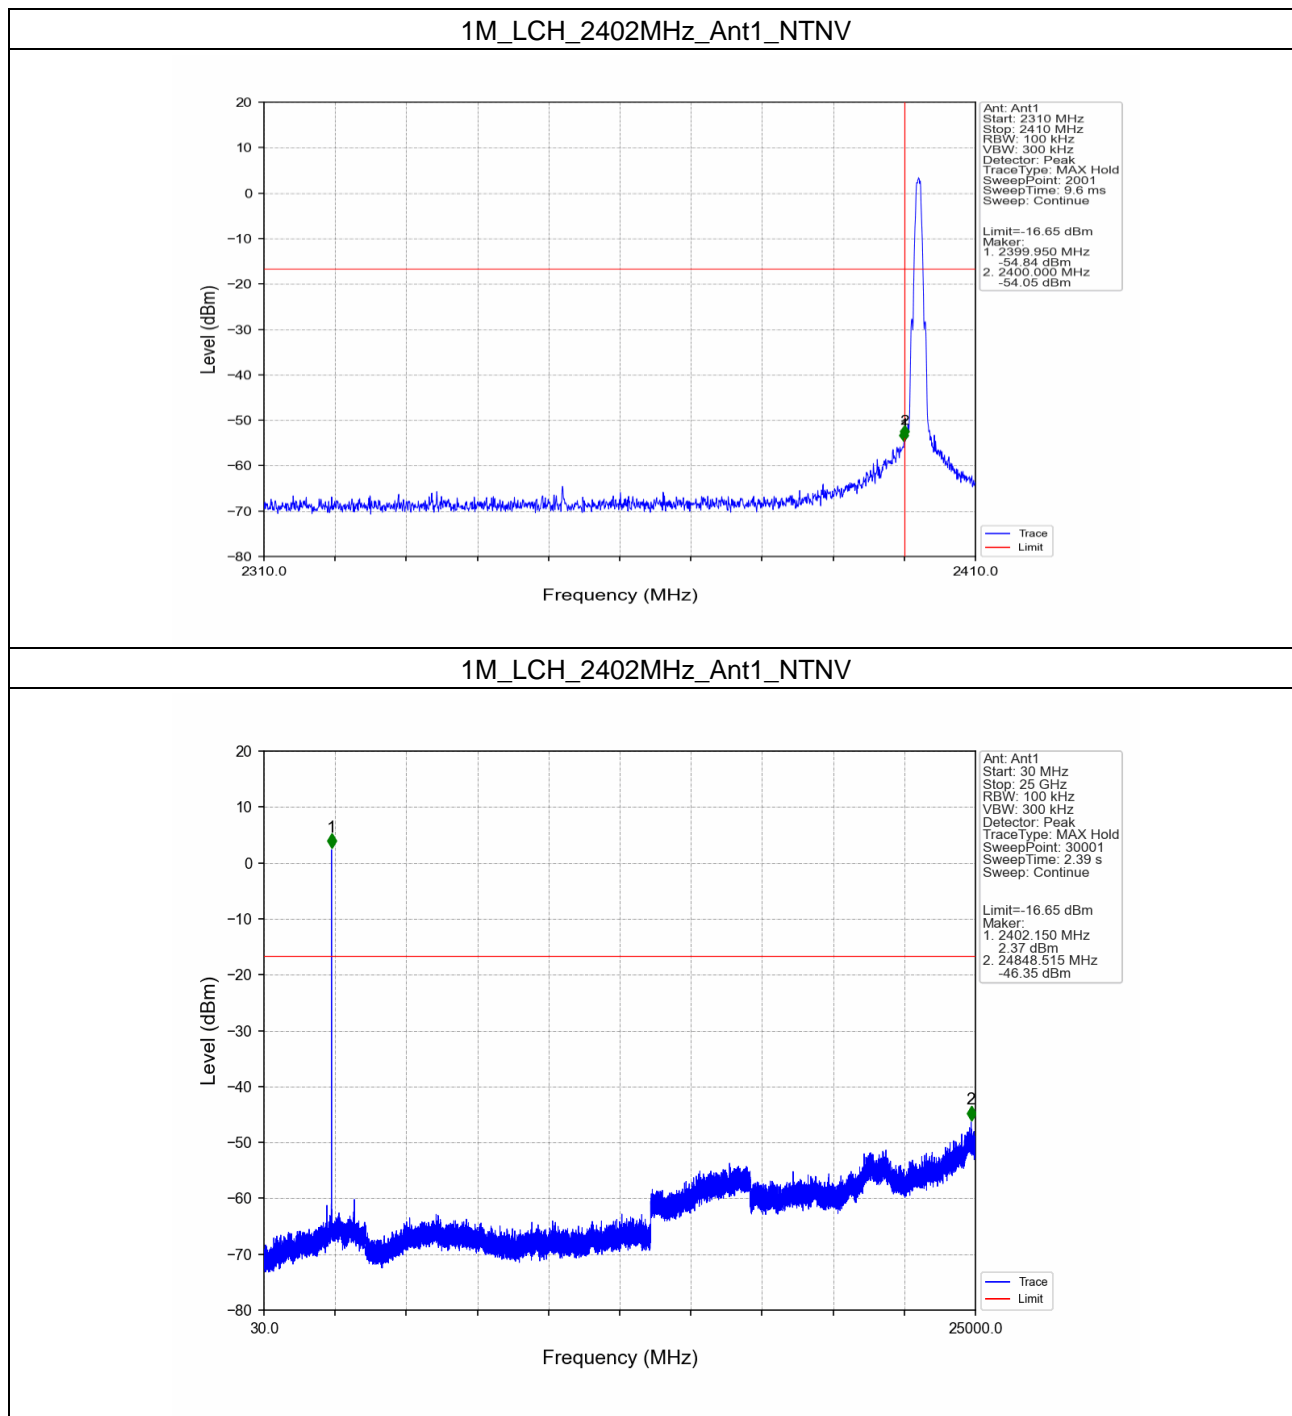 1M_LCH_2402MHz_Ant1_NTNV
20
10
0
−10
−20
−30
−40
−50
−60
−70
−80
Level (dBm)
2
2310.0
2410.0
Frequency (MHz)
Ant: Ant1
Start: 2310 MHz
Stop: 2410 MHz
RBW: 100 kHz
VBW: 300 kHz
Detector: Peak
TraceType: MAX Hold
SweepPoint: 2001
SweepTime: 9.6 ms
Sweep: Continue
Limit=-16.65 dBm
Maker:
1. 2399.950 MHz
-54.84 dBm
2. 2400.000 MHz
-54.05 dBm
Trace
Limit
1M_LCH_2402MHz_Ant1_NTNV
20
10
0
−10
−20
−30
−40
−50
−60
−70
−80
Level (dBm)
1
2
30.0
25000.0
Frequency (MHz)
Ant: Ant1
Start: 30 MHz
Stop: 25 GHz
RBW: 100 kHz
VBW: 300 kHz
Detector: Peak
TraceType: MAX Hold
SweepPoint: 30001
SweepTime: 2.39 s
Sweep: Continue
Limit=-16.65 dBm
Maker:
1. 2402.150 MHz
2.37 dBm
2. 24848.515 MHz
-46.35 dBm
Trace
Limit